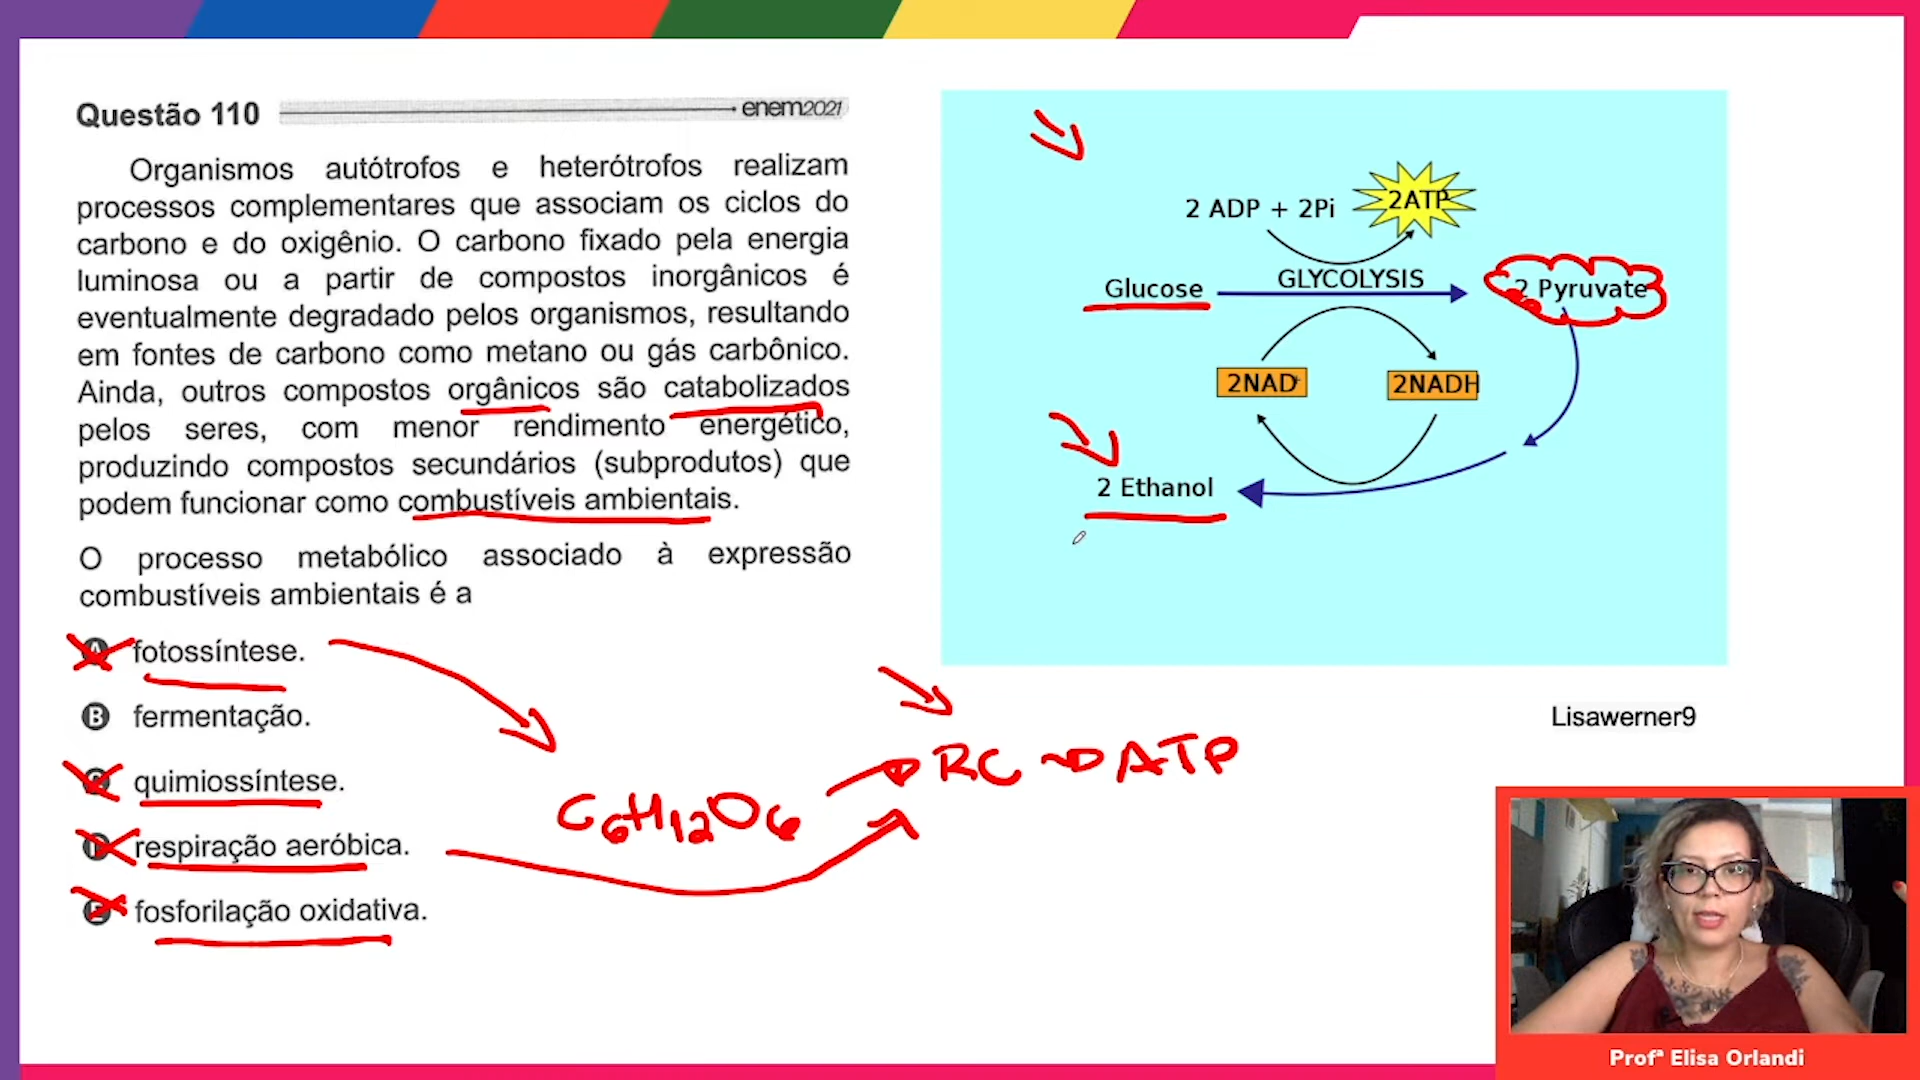 Questão 110
enem2021
Organismos autótrofos e heterótrofos realizam
processos complementares que associam os ciclos do
carbono e do oxigênio. O carbono fixado pela energia
luminosa ou a partir de compostos inorgânicos é
eventualmente degradado pelos organismos, resultando
em fontes de carbono como metano ou gás carbônico.
Ainda, outros compostos orgânicos são catabolizados
pelos seres, com menor rendimento energético,
produzindo compostos secundários (subprodutos) que
podem funcionar como combustíveis ambientais.
O processo metabólico associado à expressão
combustíveis ambientais é a
A fotossíntese.
B fermentação.
C quimiossíntese.
D respiração aeróbica.
E fosforilação oxidativa.
C6H12O6
RC
ATP
2 ADP + 2Pi
2ATP
Glucose
GLYCOLYSIS
2 Pyruvate
2NAD+
2NADH
2 Ethanol
Lisawerner9
Profª Elisa Orlandi